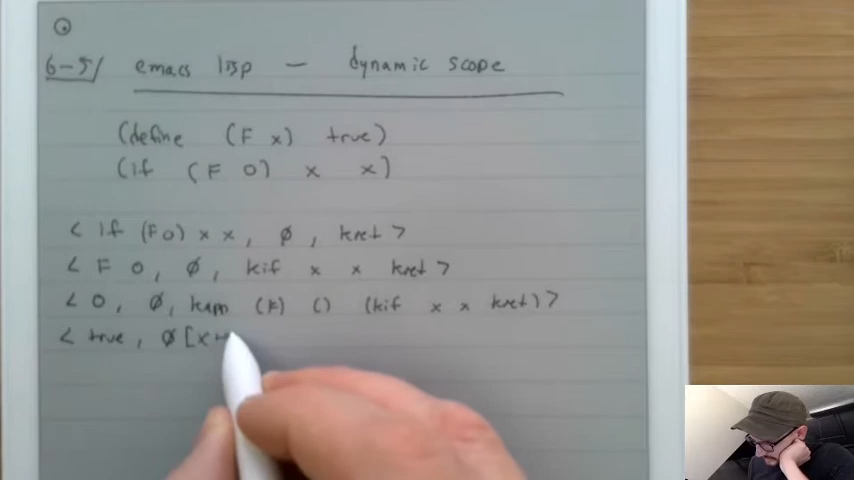 6-5/ emacs lisp — dynamic scope
(define (F x) true)
(if (F 0) x x)
< if (F 0) x x, ø, kret >
< F 0, ø, kif x x kret >
< 0, ø, kapp (F) () (kif x x kret) >
< true, ø [x ↦